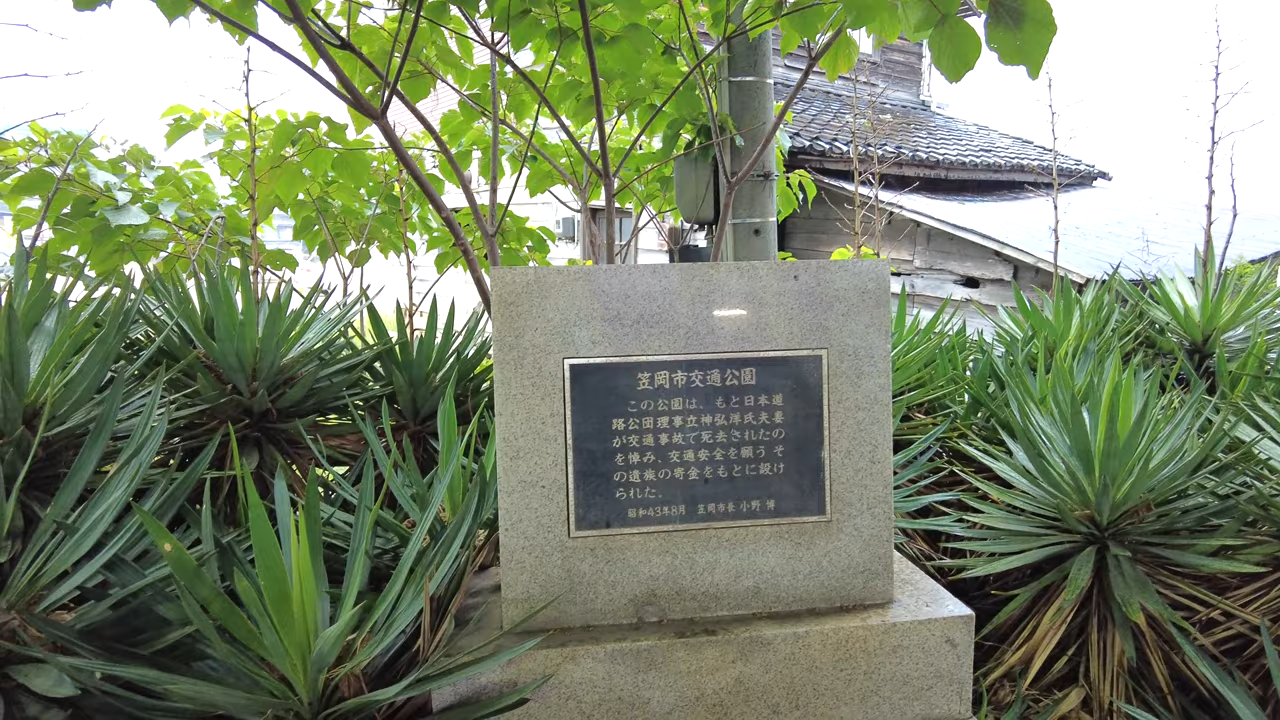 笠岡市交通公園
この公園は、もと日本道
路公団理事立神弘洋氏夫妻
が交通事故で死去されたの
を悼み、交通安全を願う そ
の遺族の寄金をもとに設け
られた。
昭和43年8月 笠岡市長 小野 博